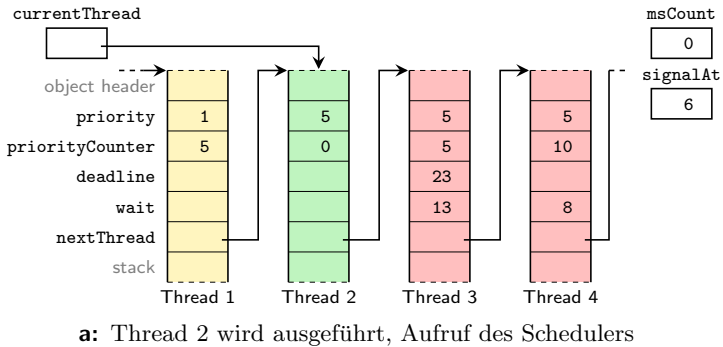 currentThread
msCount
0
signalAt
6
object header
priority 1 5 5 5
priorityCounter 5 0 5 10
deadline 23
wait 13 8
nextThread
stack
Thread 1 Thread 2 Thread 3 Thread 4
a: Thread 2 wird ausgeführt, Aufruf des Schedulers